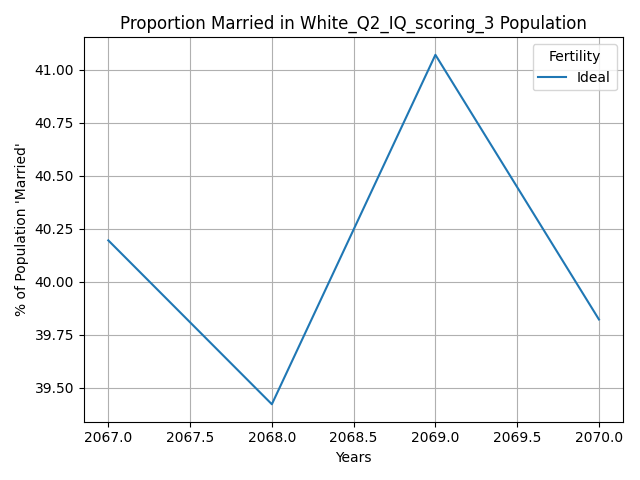 Proportion Married in White_Q2_IQ_scoring_3 Population
Fertility
Ideal
% of Population 'Married'
41.00
40.75
40.50
40.25
40.00
39.75
39.50
2067.0 2067.5 2068.0 2068.5 2069.0 2069.5 2070.0
Years